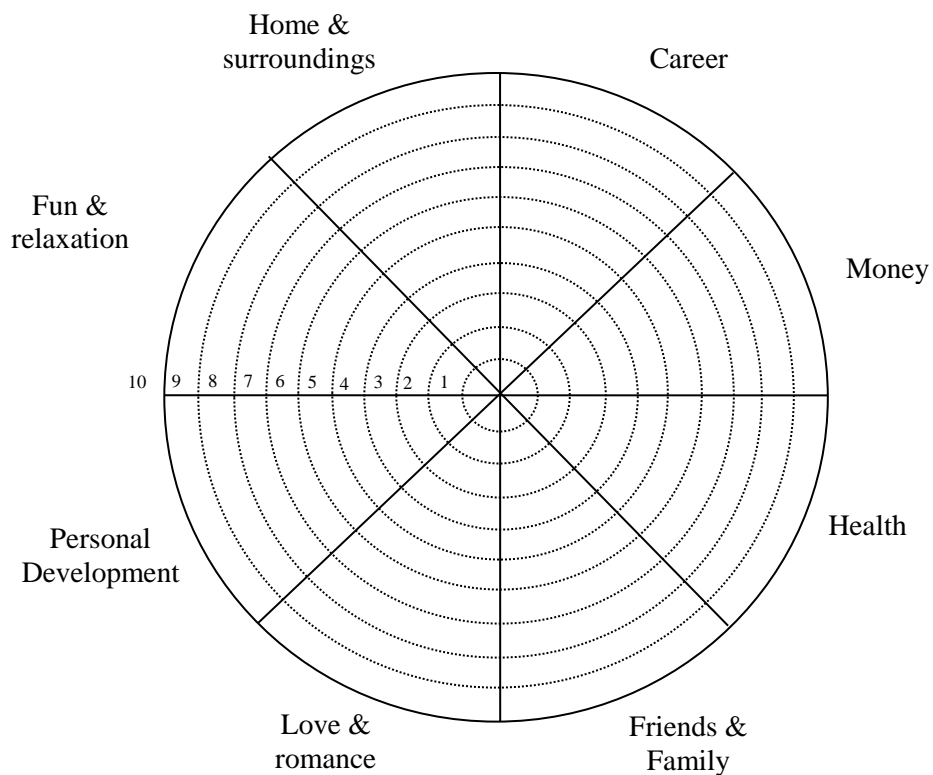 Home &
surroundings
Career
Fun &
relaxation
Money
10 9 8 7 6 5 4 3 2 1
Health
Personal
Development
Love &
romance
Friends &
Family